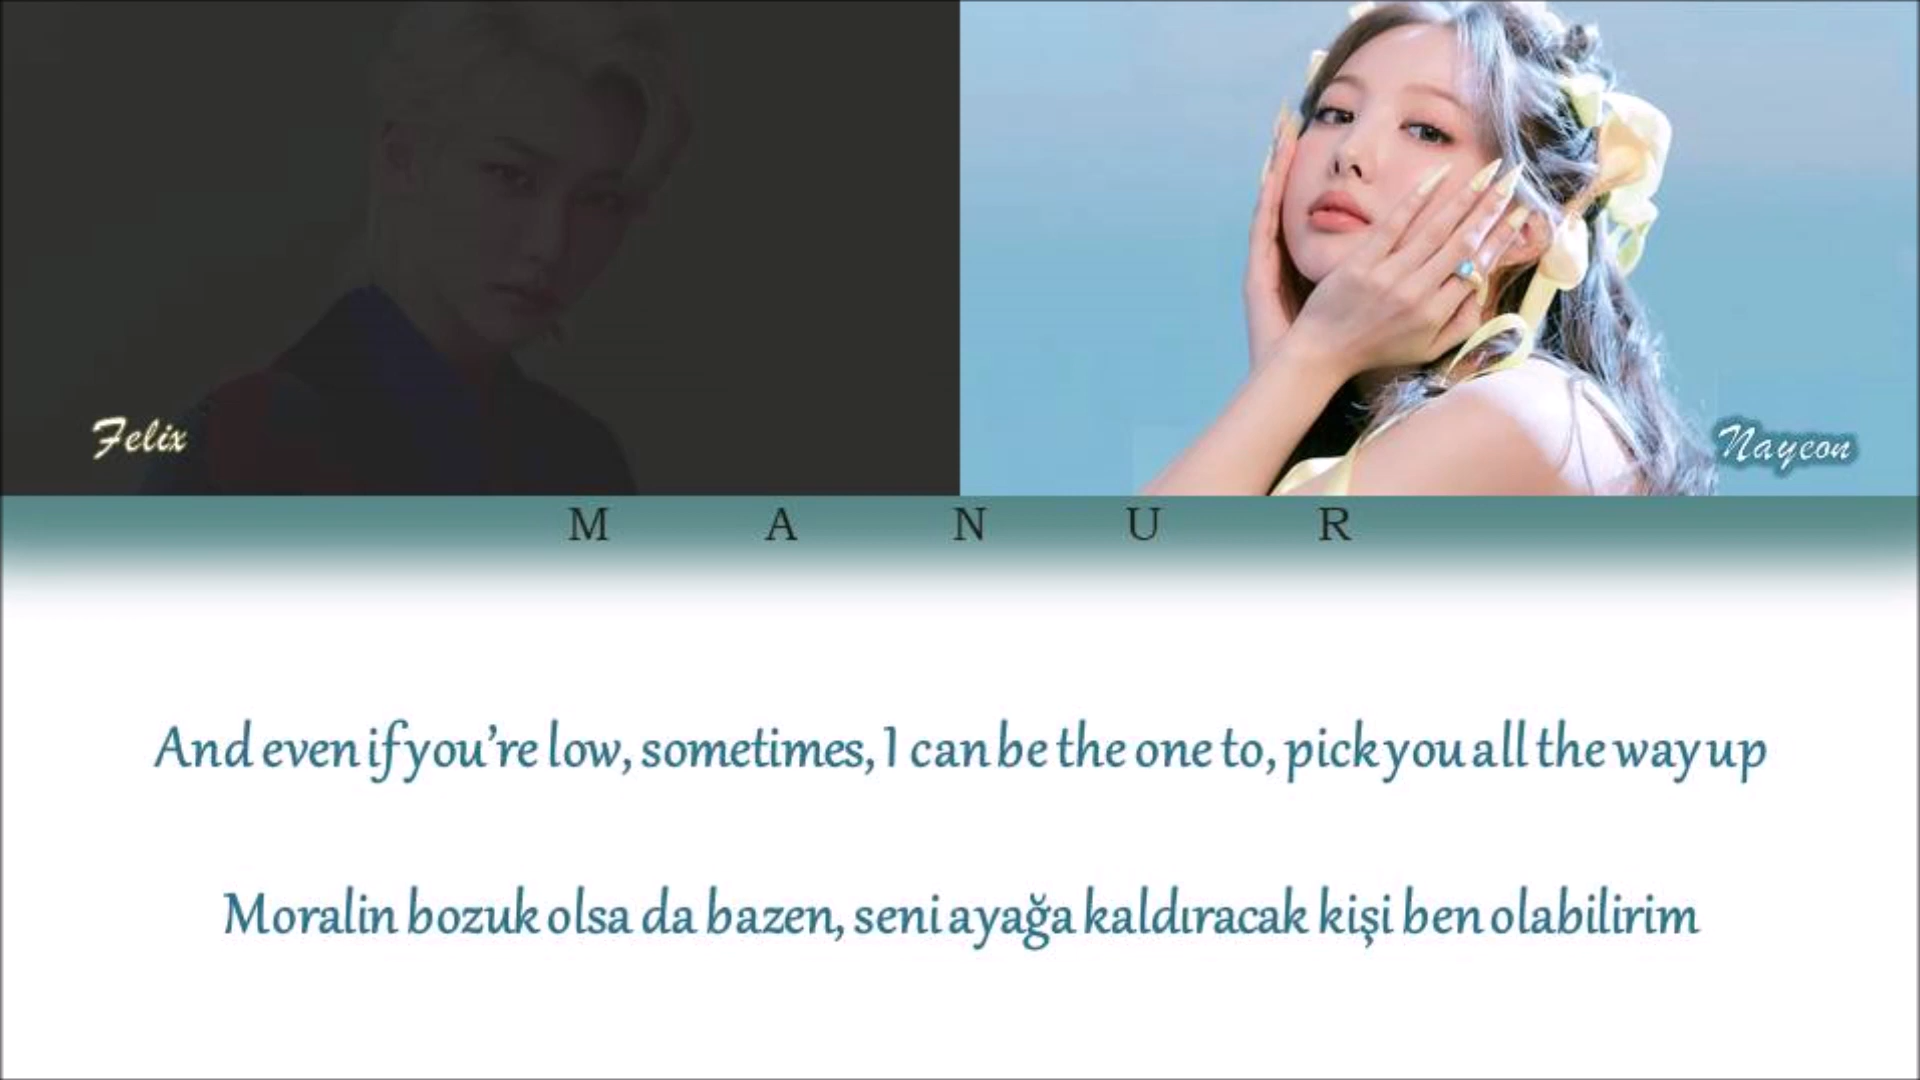 Felix
Nayeon
M A N U R
And even if you’re low, sometimes, I can be the one to, pick you all the way up
Moralin bozuk olsa da bazen, seni ayağa kaldıracak kişi ben olabilirim